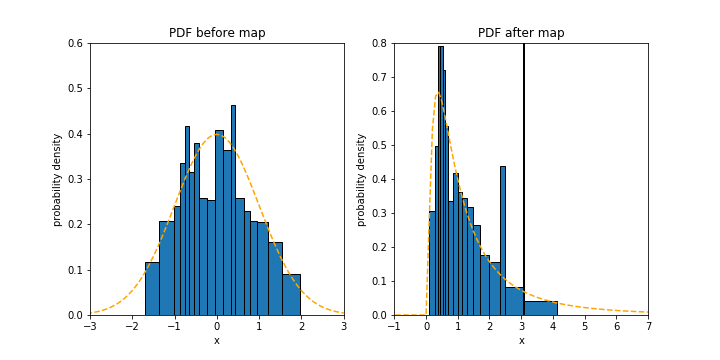 PDF before map
probability density
0.6
0.5
0.4
0.3
0.2
0.1
0.0
−3 −2 −1 0 1 2 3
x
PDF after map
probability density
0.8
0.7
0.6
0.5
0.4
0.3
0.2
0.1
0.0
−1 0 1 2 3 4 5 6 7
x